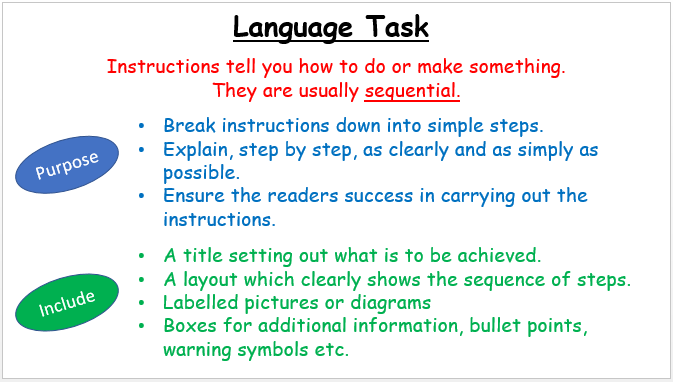 Language Task
Instructions tell you how to do or make something.
They are usually sequential.
Purpose
• Break instructions down into simple steps.
• Explain, step by step, as clearly and as simply as
possible.
• Ensure the readers success in carrying out the
instructions.
Include
• A title setting out what is to be achieved.
• A layout which clearly shows the sequence of steps.
• Labelled pictures or diagrams
• Boxes for additional information, bullet points,
warning symbols etc.